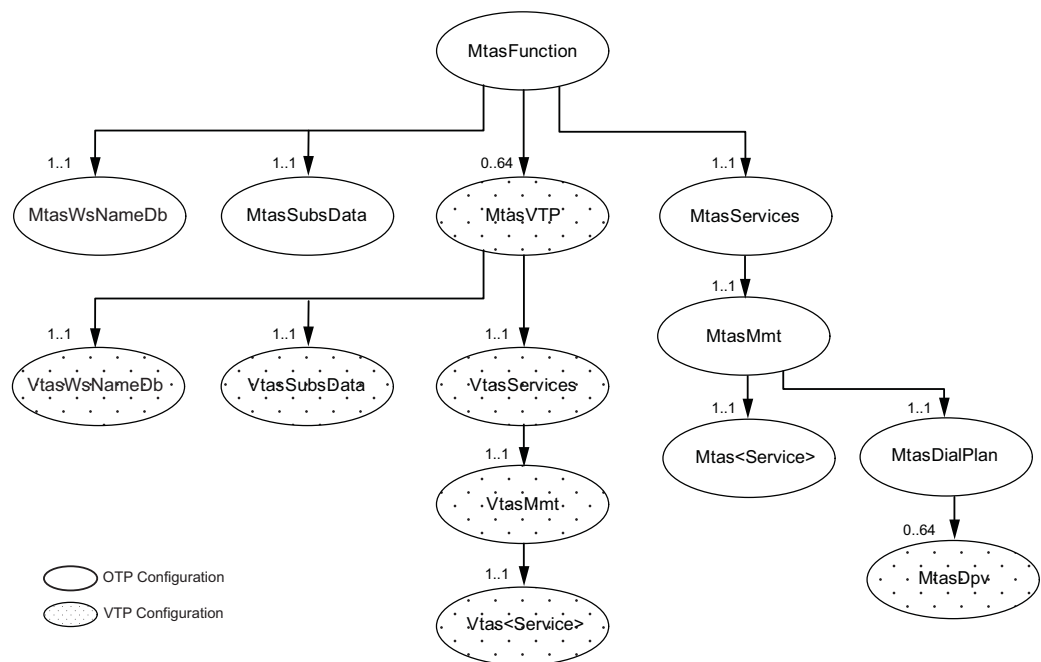 MtasFunction
1..1
1..1
0..64
1..1
MtasWsNameDb
MtasSubsData
MtasVTP
MtasServices
1..1
1..1
1..1
1..1
VtasWsNameDb
VtasSubsData
VtasServices
MtasMmt
1..1
1..1
1..1
VtasMmt
Mtas<Service>
MtasDialPlan
1..1
0..64
Vtas<Service>
MtasDpv
OTP Configuration
VTP Configuration